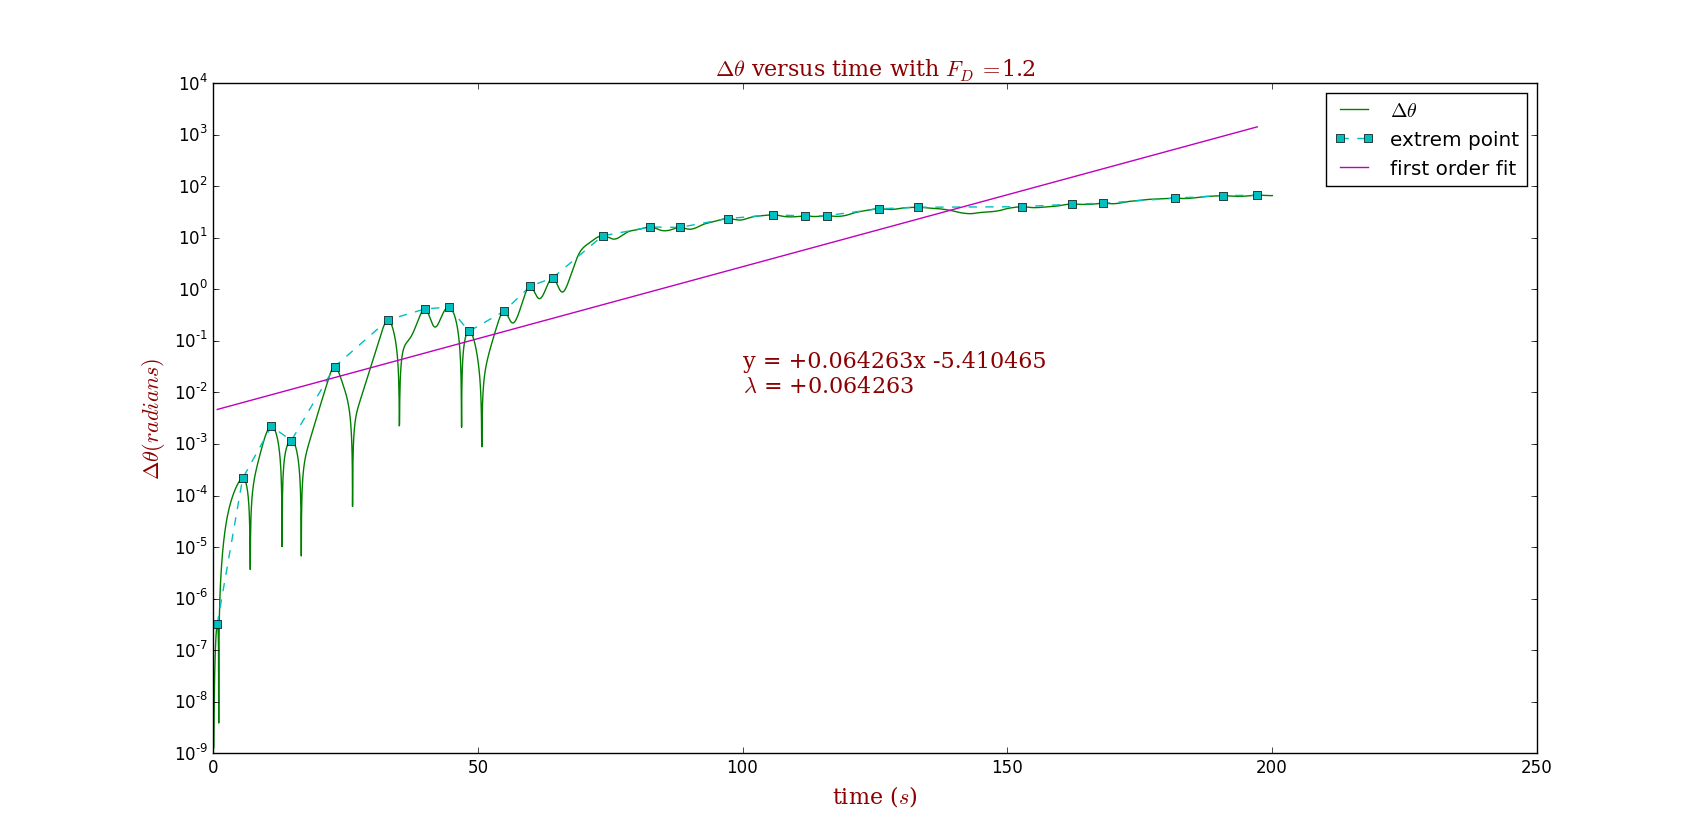 Δθ versus time with F_D =1.2
10^4
10^3
10^2
10^1
10^0
10^-1
10^-2
10^-3
10^-4
10^-5
10^-6
10^-7
10^-8
10^-9
Δθ(radians)
Δθ
extrem point
first order fit
y = +0.064263x -5.410465
λ = +0.064263
0 50 100 150 200 250
time (s)